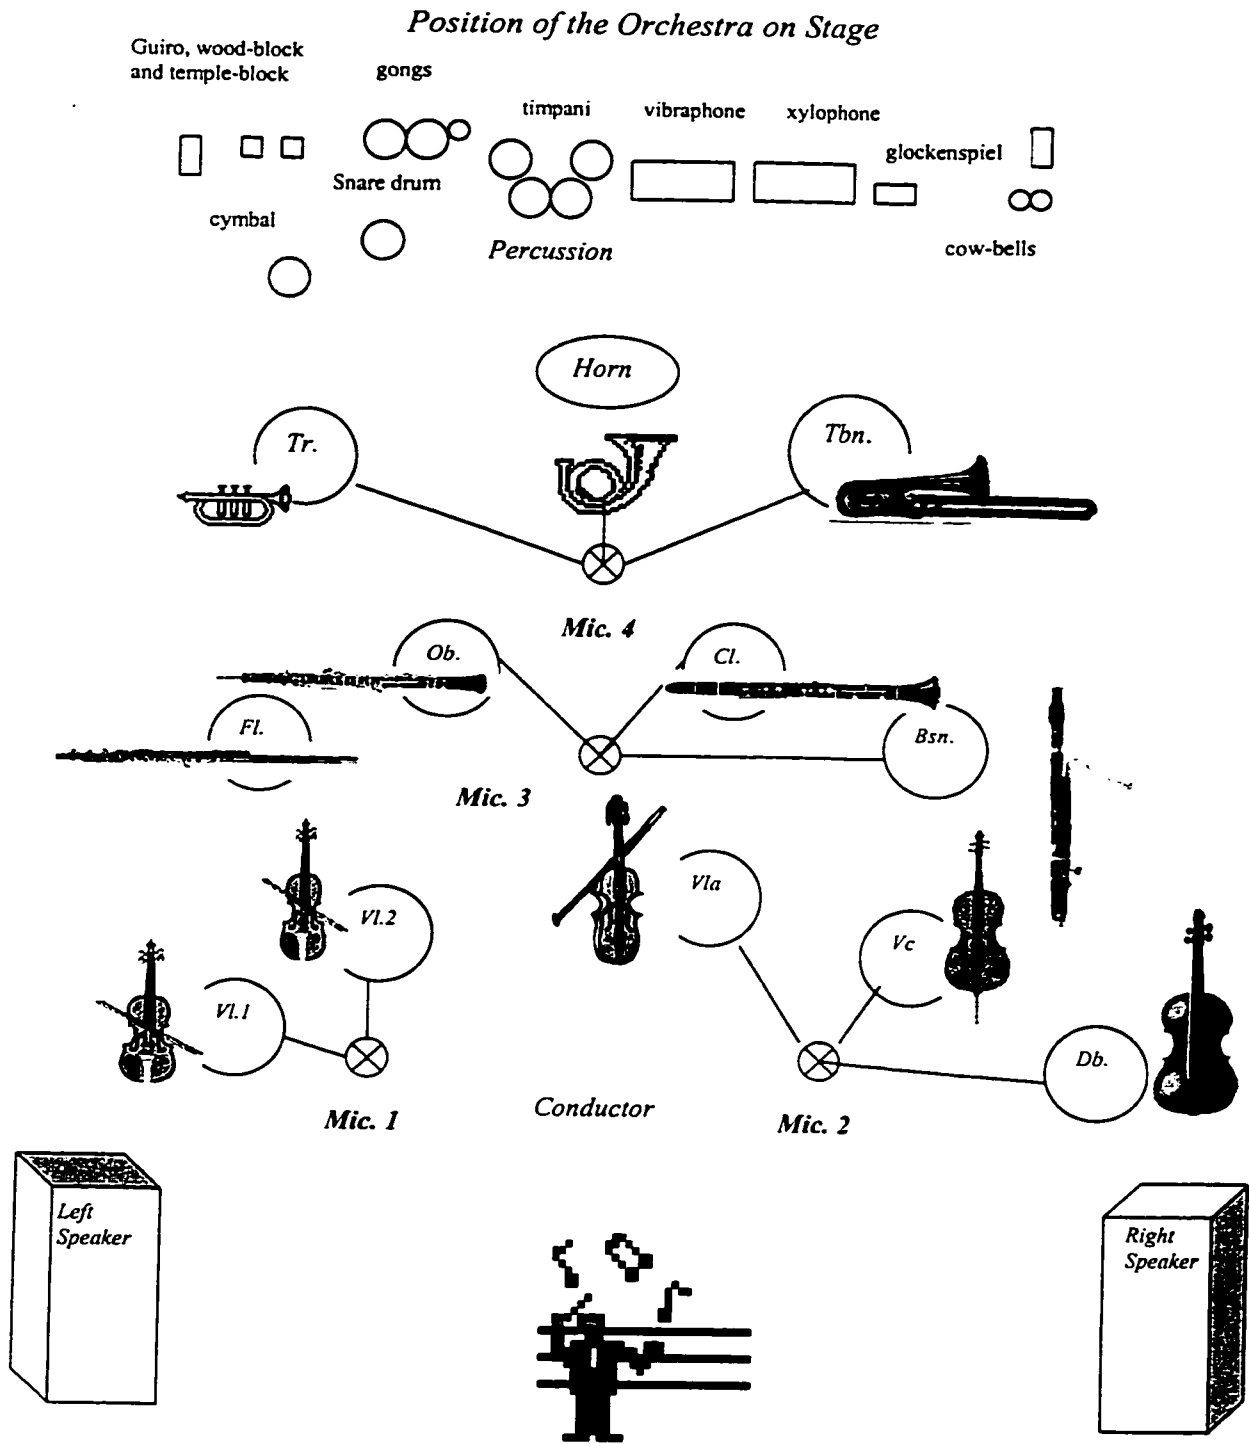 Position of the Orchestra on Stage
Guiro, wood-block
and temple-block
gongs
timpani
vibraphone
xylophone
glockenspiel
Snare drum
cymbal
Percussion
cow-bells
Horn
Tr.
Tbn.
Mic. 4
Ob.
Cl.
Fl.
Bsn.
Mic. 3
Vla
Vl.2
Vc
Vl.1
Db.
Mic. 1
Conductor
Mic. 2
Left
Speaker
Right
Speaker